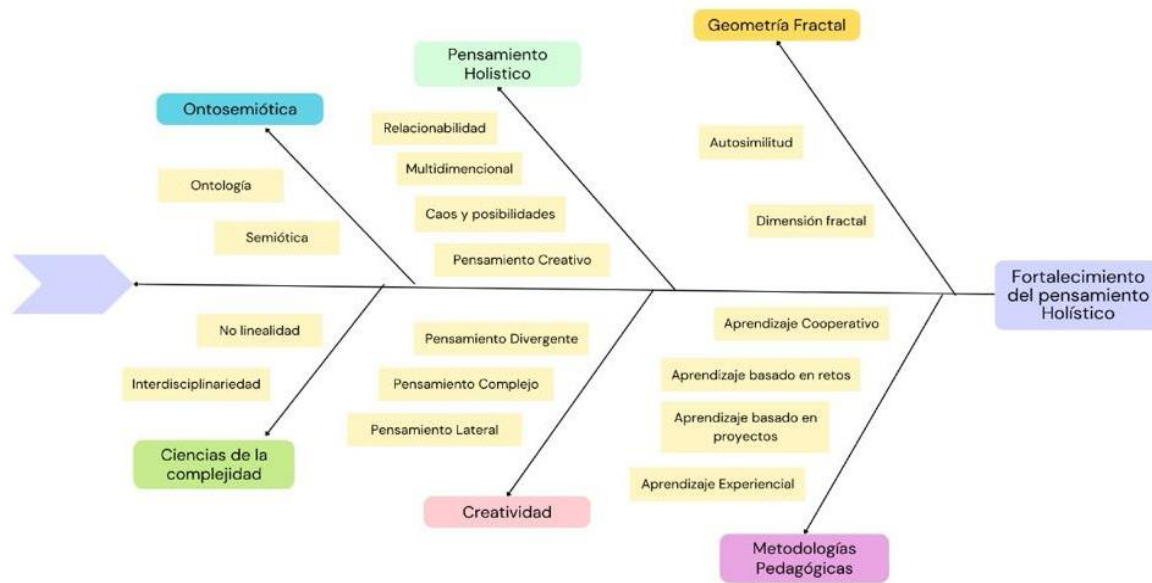 Geometría Fractal
Pensamiento
Holistico
Ontosemiótica
Relacionabilidad
Autosimilitud
Multidimencional
Ontología
Caos y posibilidades
Dimensión fractal
Semiótica
Pensamiento Creativo
Fortalecimiento
del pensamiento
Holístico
No linealidad
Aprendizaje Cooperativo
Pensamiento Divergente
Interdisciplinariedad
Pensamiento Complejo
Aprendizaje basado en retos
Pensamiento Lateral
Aprendizaje basado en
proyectos
Ciencias de la
complejidad
Aprendizaje Experiencial
Creatividad
Metodologías
Pedagógicas